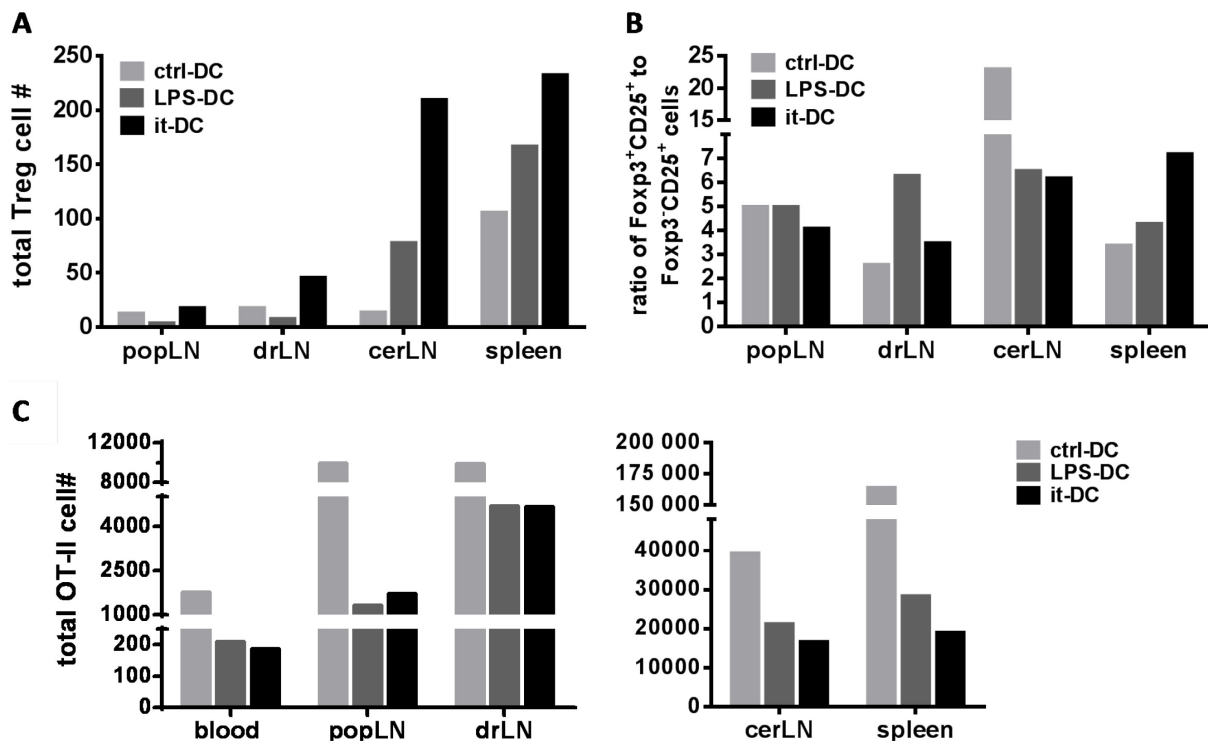 A
total Treg cell #
250
200
150
100
50
0
ctrl-DC
LPS-DC
it-DC
popLN drLN cerLN spleen
B
ratio of Foxp3⁺CD25⁺ to
Foxp3⁻CD25⁺ cells
25
20
15
7
6
5
4
3
2
1
0
ctrl-DC
LPS-DC
it-DC
popLN drLN cerLN spleen
C
total OT-II cell#
12000
8000
4000
2500
1000
200
100
0
blood popLN drLN
200 000
175 000
150 000
40000
30000
20000
10000
0
cerLN spleen
ctrl-DC
LPS-DC
it-DC